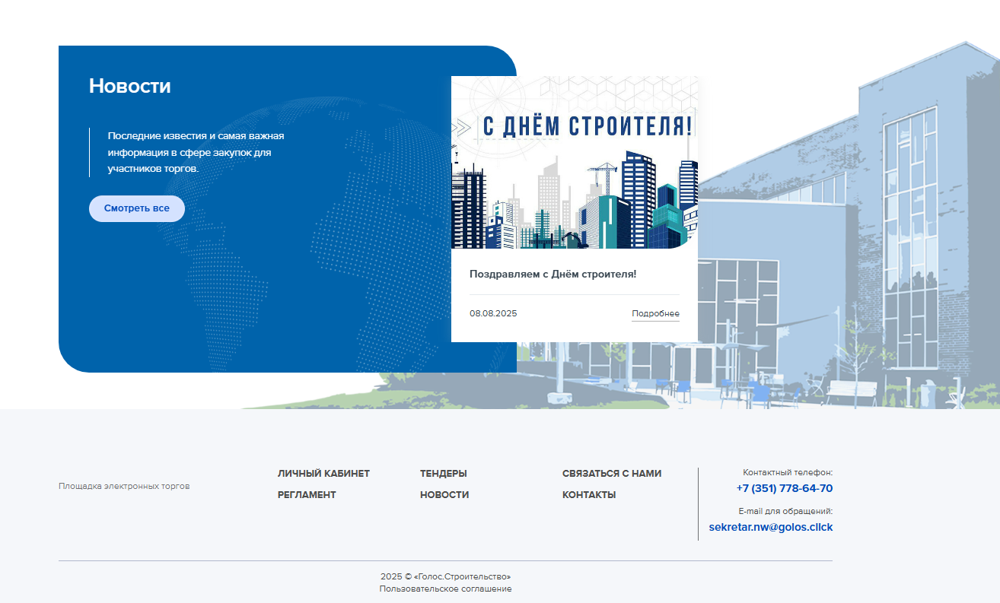 Новости
Последние известия и самая важная
информация в сфере закупок для
участников торгов.
Смотреть все
С ДНЁМ СТРОИТЕЛЯ!
Поздравляем с Днём строителя!
08.08.2025 Подробнее
Площадка электронных торгов
ЛИЧНЫЙ КАБИНЕТ ТЕНДЕРЫ СВЯЗАТЬСЯ С НАМИ
РЕГЛАМЕНТ НОВОСТИ КОНТАКТЫ
Контактный телефон:
+7 (351) 778-64-70
E-mail для обращений:
sekretar.nw@golos.click
2025 © «Голос.Строительство»
Пользовательское соглашение